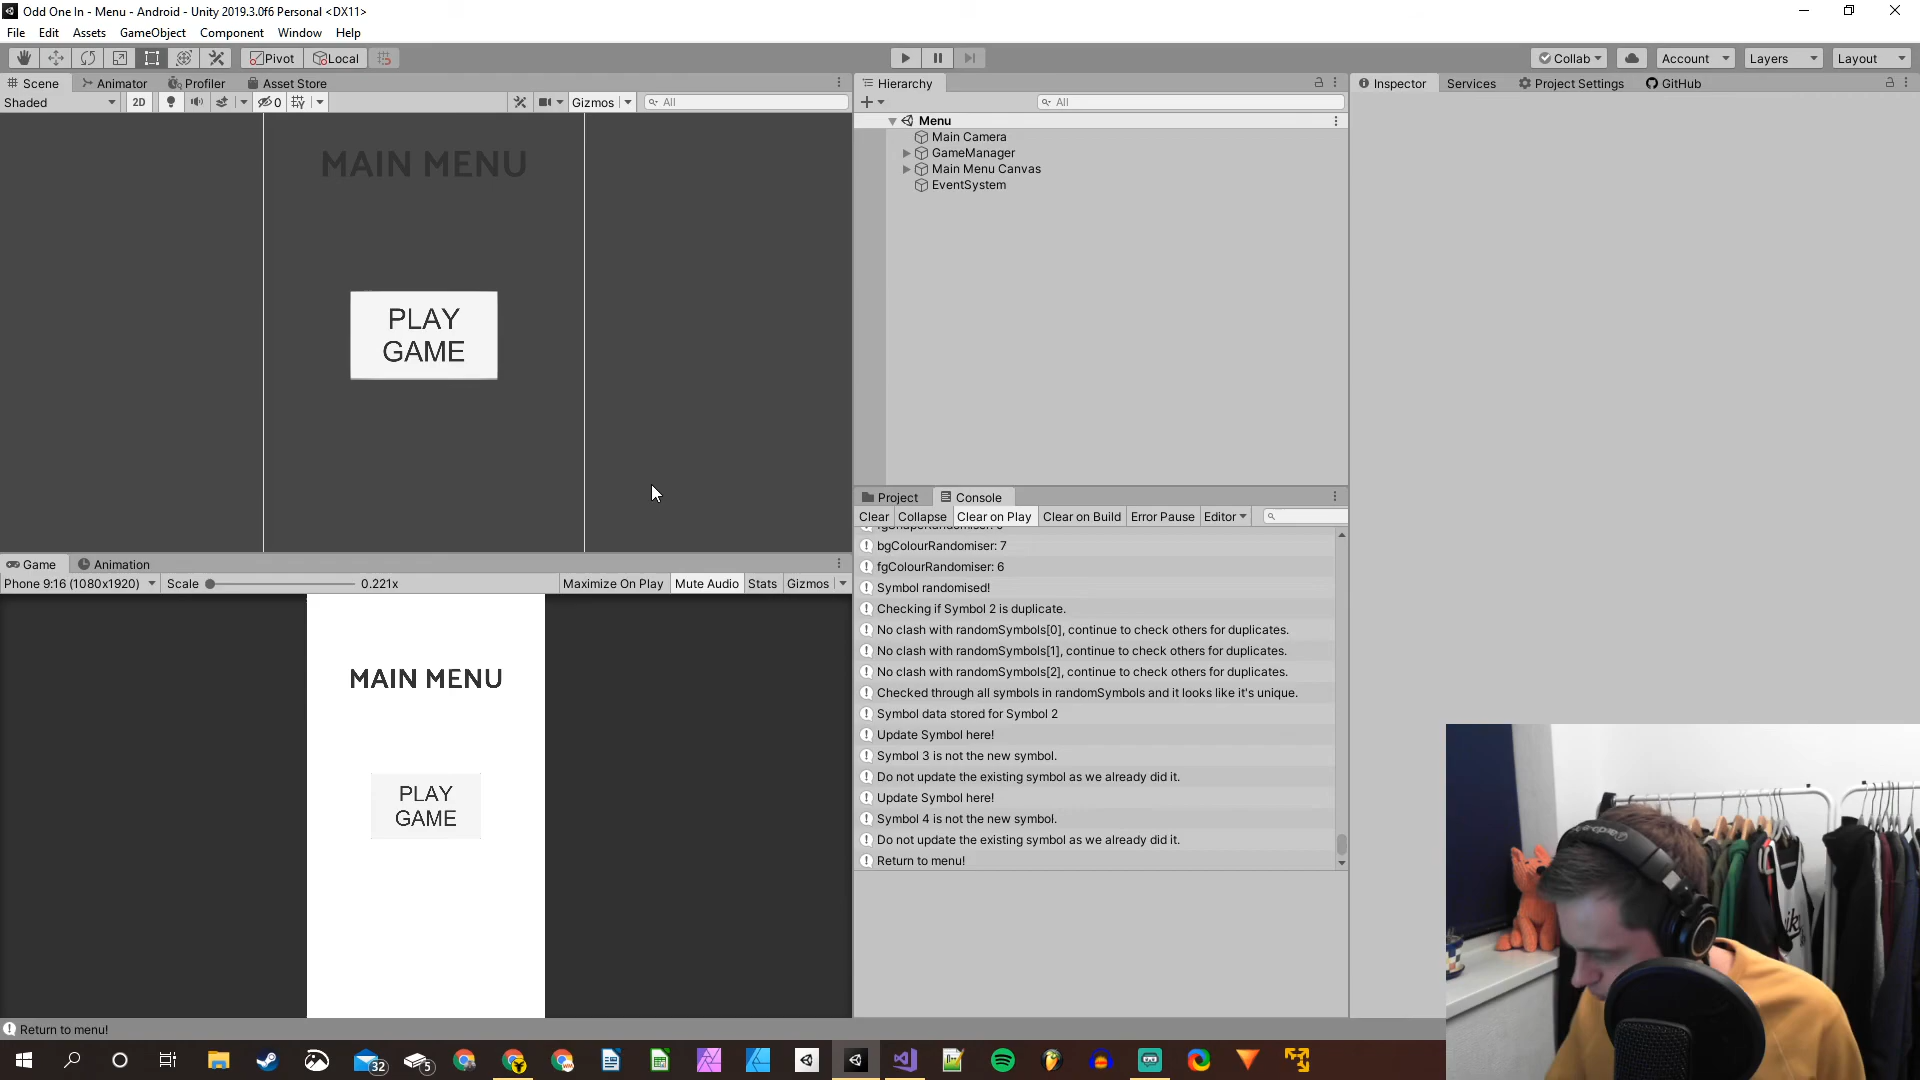 Odd One In - Menu - Android - Unity 2019.3.0f6 Personal <DX11>
File Edit Assets GameObject Component Window Help
Pivot Local Collab Account Layers Layout
Scene Animator Profiler Asset Store
Shaded 2D 0 Gizmos All
MAIN MENU
PLAY
GAME
Hierarchy
All
Menu
Main Camera
GameManager
Main Menu Canvas
EventSystem
Inspector Services Project Settings GitHub
Project Console
Clear Collapse Clear on Play Clear on Build Error Pause Editor
bgColourRandomiser: 7
fgColourRandomiser: 6
Symbol randomised!
Checking if Symbol 2 is duplicate.
No clash with randomSymbols[0], continue to check others for duplicates.
No clash with randomSymbols[1], continue to check others for duplicates.
No clash with randomSymbols[2], continue to check others for duplicates.
Checked through all symbols in randomSymbols and it looks like it's unique.
Symbol data stored for Symbol 2
Update Symbol here!
Symbol 3 is not the new symbol.
Do not update the existing symbol as we already did it.
Update Symbol here!
Symbol 4 is not the new symbol.
Do not update the existing symbol as we already did it.
Return to menu!
Game Animation
Phone 9:16 (1080x1920) Scale 0.221x Maximize On Play Mute Audio Stats Gizmos
MAIN MENU
PLAY
GAME
Return to menu!
32
5